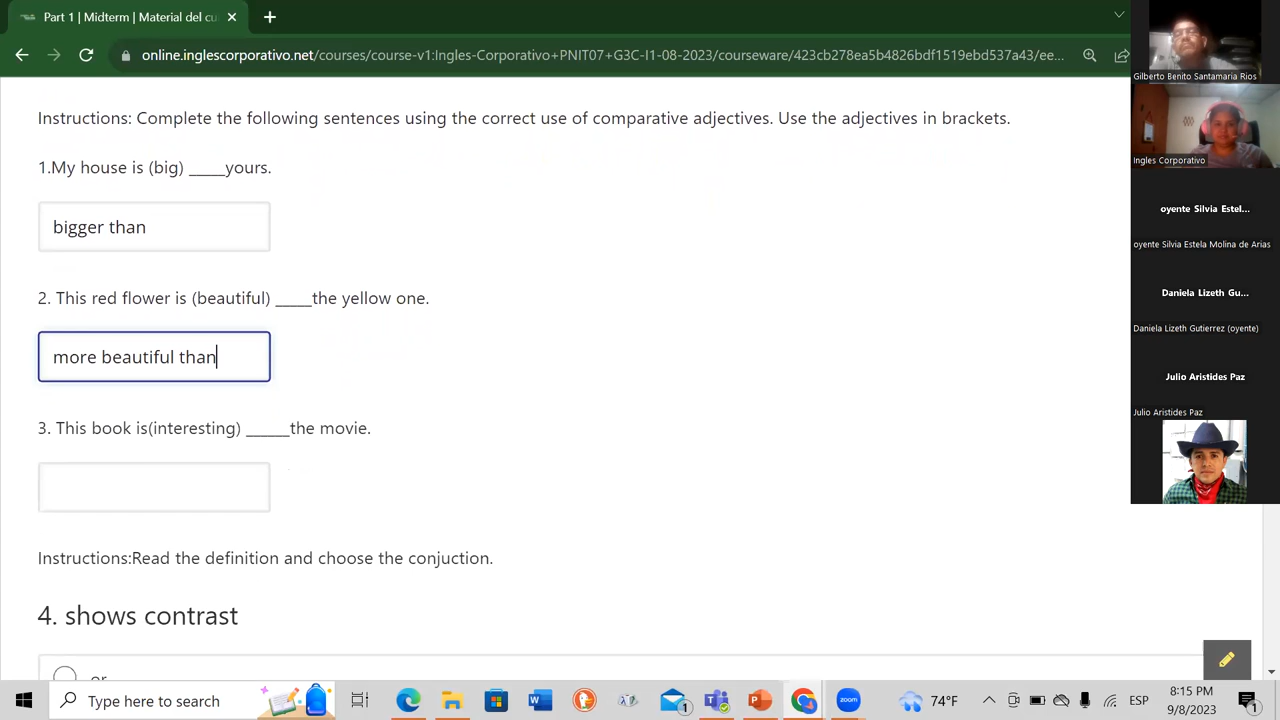 Part 1 | Midterm | Material del cu
online.inglescorporativo.net/courses/course-v1:Ingles-Corporativo+PNIT07+G3C-I1-08-2023/courseware/423cb278ea5b4826bdf1519ebd537a43/ee...
Instructions: Complete the following sentences using the correct use of comparative adjectives. Use the adjectives in brackets.
1.My house is (big) ____yours.
bigger than
2. This red flower is (beautiful) ____the yellow one.
more beautiful than
3. This book is(interesting) _____the movie.
Instructions:Read the definition and choose the conjuction.
4. shows contrast
or
Gilberto Benito Santamaria Rios
Ingles Corporativo
oyente Silvia Estel...
oyente Silvia Estela Molina de Arias
Daniela Lizeth Gu...
Daniela Lizeth Gutierrez (oyente)
Julio Aristides Paz
Julio Aristides Paz
Type here to search
1
zoom
74°F
ESP
8:15 PM
9/8/2023
1